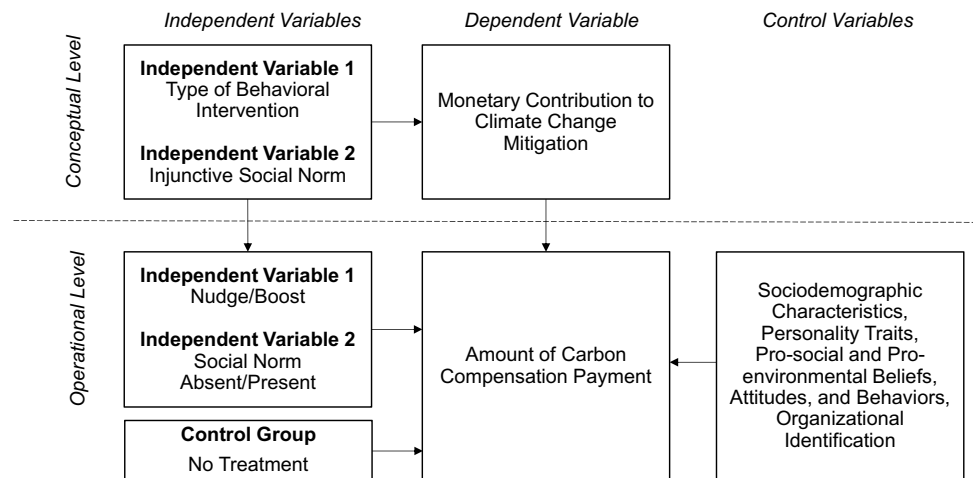 Independent Variables
Dependent Variable
Control Variables
Conceptual Level
Independent Variable 1
Type of Behavioral
Intervention
Independent Variable 2
Injunctive Social Norm
Monetary Contribution to
Climate Change
Mitigation
Operational Level
Independent Variable 1
Nudge/Boost
Independent Variable 2
Social Norm
Absent/Present
Control Group
No Treatment
Amount of Carbon
Compensation Payment
Sociodemographic
Characteristics,
Personality Traits,
Pro-social and Pro-
environmental Beliefs,
Attitudes, and Behaviors,
Organizational
Identification